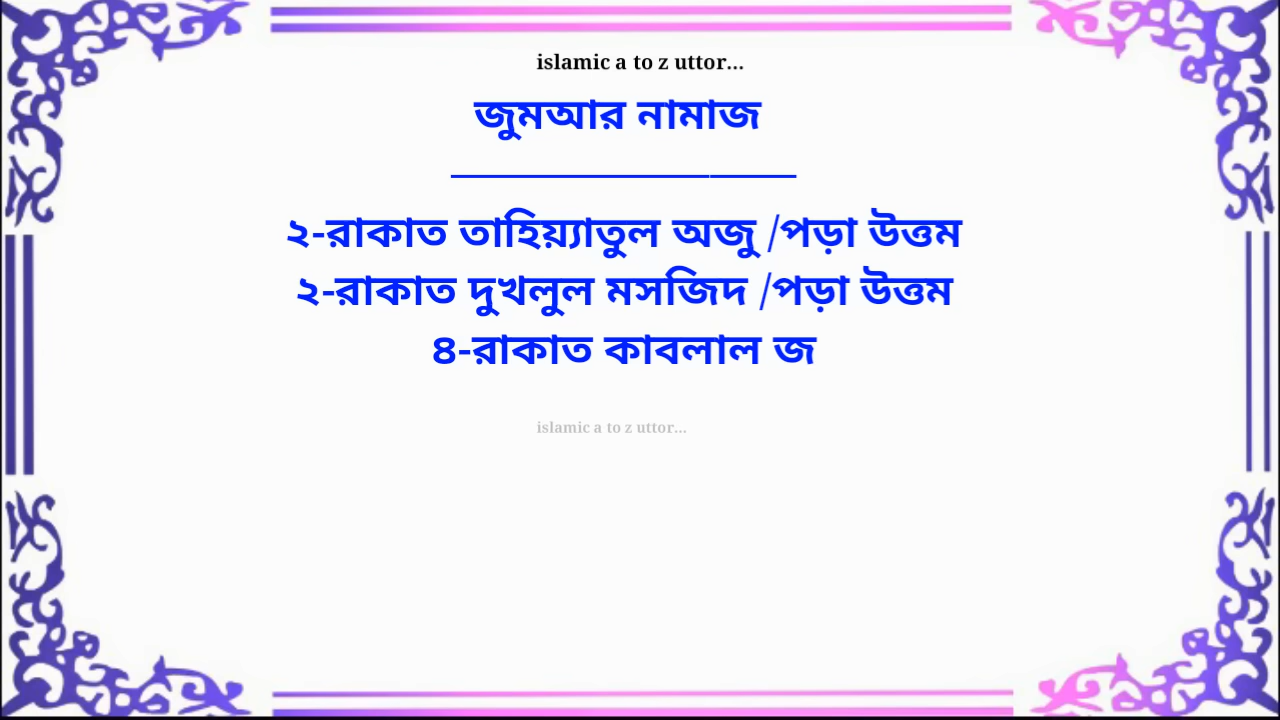 islamic a to z uttor...
জুমআর নামাজ
২-রাকাত তাহিয়্যাতুল অজু /পড়া উত্তম
২-রাকাত দুখলুল মসজিদ /পড়া উত্তম
৪-রাকাত কাবলাল জ
islamic a to z uttor...